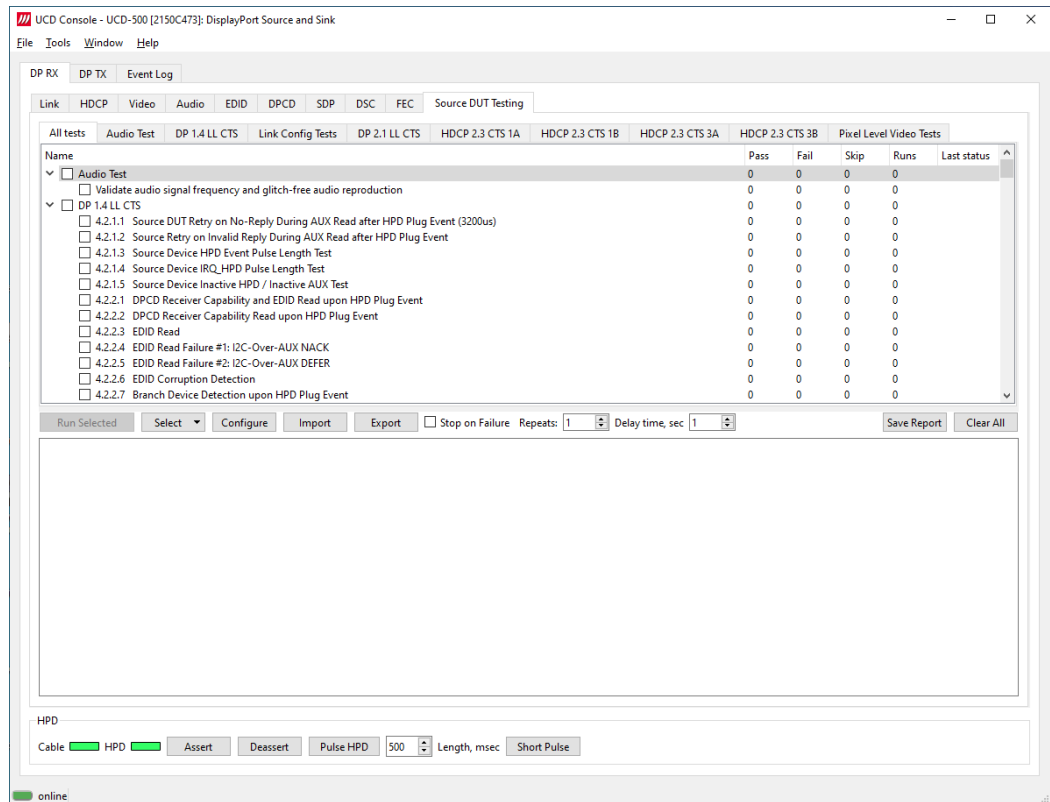 UCD Console - UCD-500 [2150C473]: DisplayPort Source and Sink
File Tools Window Help
DP RX DP TX Event Log
Link HDCP Video Audio EDID DPCD SDP DSC FEC Source DUT Testing
All tests Audio Test DP 1.4 LL CTS Link Config Tests DP 2.1 LL CTS HDCP 2.3 CTS 1A HDCP 2.3 CTS 1B HDCP 2.3 CTS 3A HDCP 2.3 CTS 3B Pixel Level Video Tests
Name Pass Fail Skip Runs Last status
Audio Test 0 0 0 0
Validate audio signal frequency and glitch-free audio reproduction 0 0 0 0
DP 1.4 LL CTS 0 0 0 0
4.2.1.1 Source DUT Retry on No-Reply During AUX Read after HPD Plug Event (3200us) 0 0 0 0
4.2.1.2 Source Retry on Invalid Reply During AUX Read after HPD Plug Event 0 0 0 0
4.2.1.3 Source Device HPD Event Pulse Length Test 0 0 0 0
4.2.1.4 Source Device IRQ_HPD Pulse Length Test 0 0 0 0
4.2.1.5 Source Device Inactive HPD / Inactive AUX Test 0 0 0 0
4.2.2.1 DPCD Receiver Capability and EDID Read upon HPD Plug Event 0 0 0 0
4.2.2.2 DPCD Receiver Capability Read upon HPD Plug Event 0 0 0 0
4.2.2.3 EDID Read 0 0 0 0
4.2.2.4 EDID Read Failure #1: I2C-Over-AUX NACK 0 0 0 0
4.2.2.5 EDID Read Failure #2: I2C-Over-AUX DEFER 0 0 0 0
4.2.2.6 EDID Corruption Detection 0 0 0 0
4.2.2.7 Branch Device Detection upon HPD Plug Event 0 0 0 0
Run Selected Select Configure Import Export Stop on Failure Repeats: 1 Delay time, sec 1 Save Report Clear All
HPD
Cable HPD Assert Deassert Pulse HPD 500 Length, msec Short Pulse
online